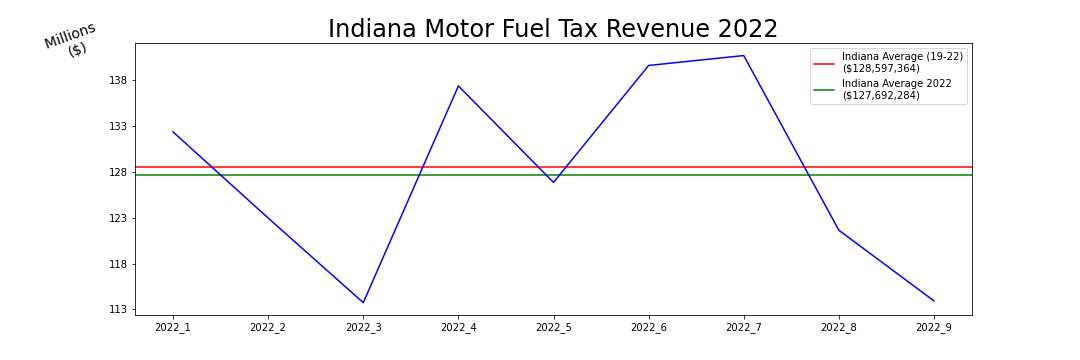 Indiana Motor Fuel Tax Revenue 2022
Millions
($)
Indiana Average (19-22)
($128,597,364)
Indiana Average 2022
($127,692,284)
138
133
128
123
118
113
2022_1 2022_2 2022_3 2022_4 2022_5 2022_6 2022_7 2022_8 2022_9